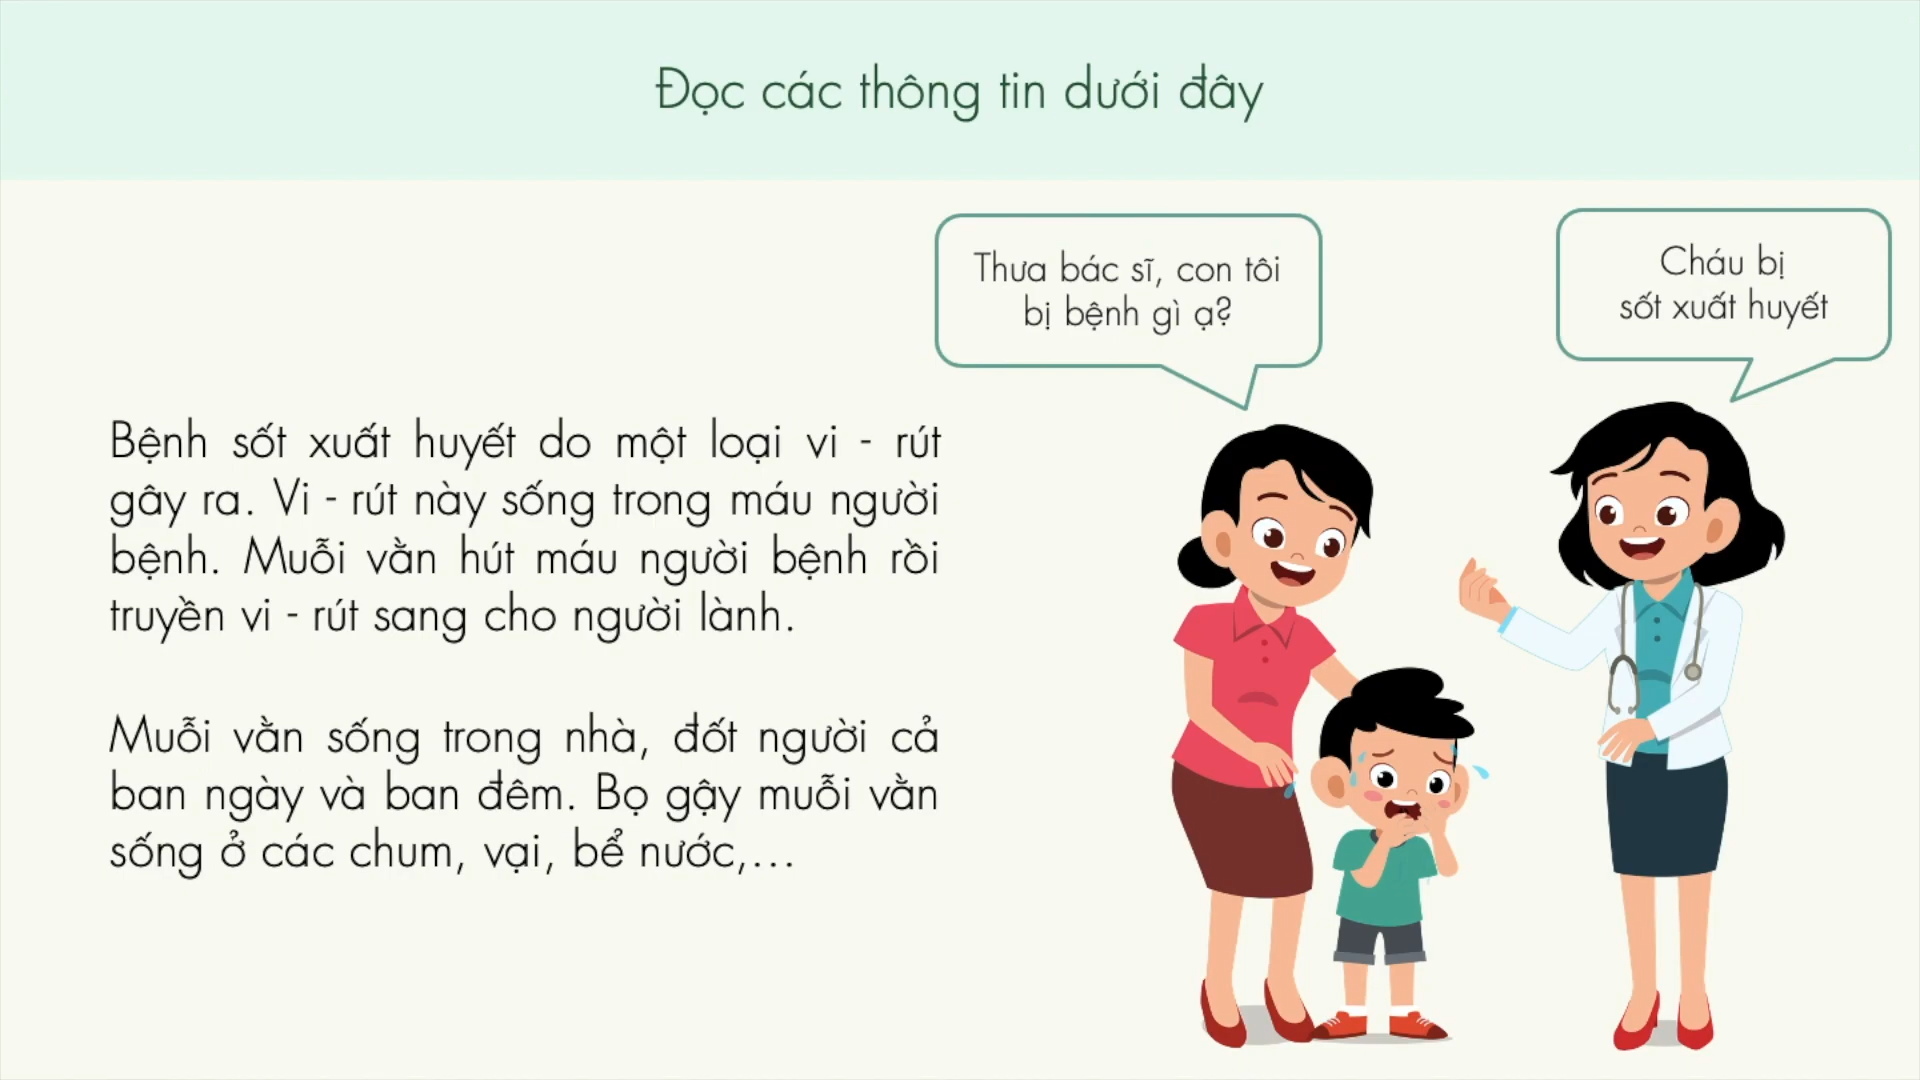 Đọc các thông tin dưới đây
Thưa bác sĩ, con tôi
bị bệnh gì ạ?
Cháu bị
sốt xuất huyết
Bệnh sốt xuất huyết do một loại vi - rút
gây ra. Vi - rút này sống trong máu người
bệnh. Muỗi vằn hút máu người bệnh rồi
truyền vi - rút sang cho người lành.
Muỗi vằn sống trong nhà, đốt người cả
ban ngày và ban đêm. Bọ gậy muỗi vằn
sống ở các chum, vại, bể nước,...